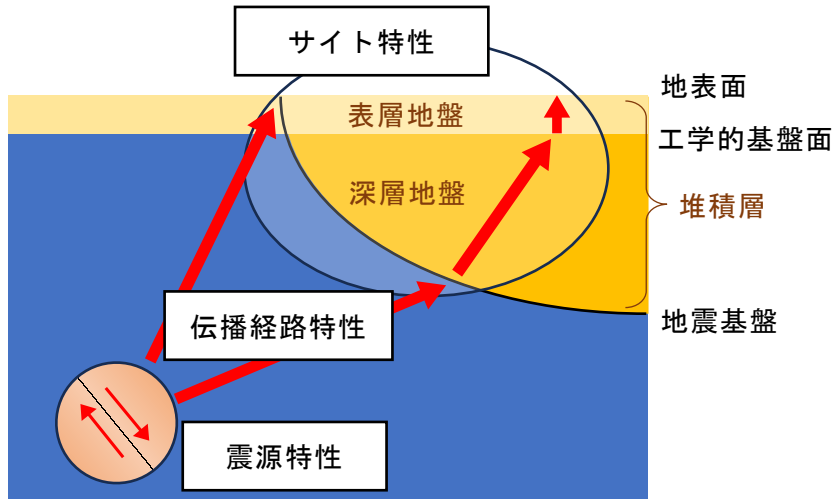 サイト特性
地表面
表層地盤
工学的基盤面
深層地盤
堆積層
伝播経路特性
地震基盤
震源特性